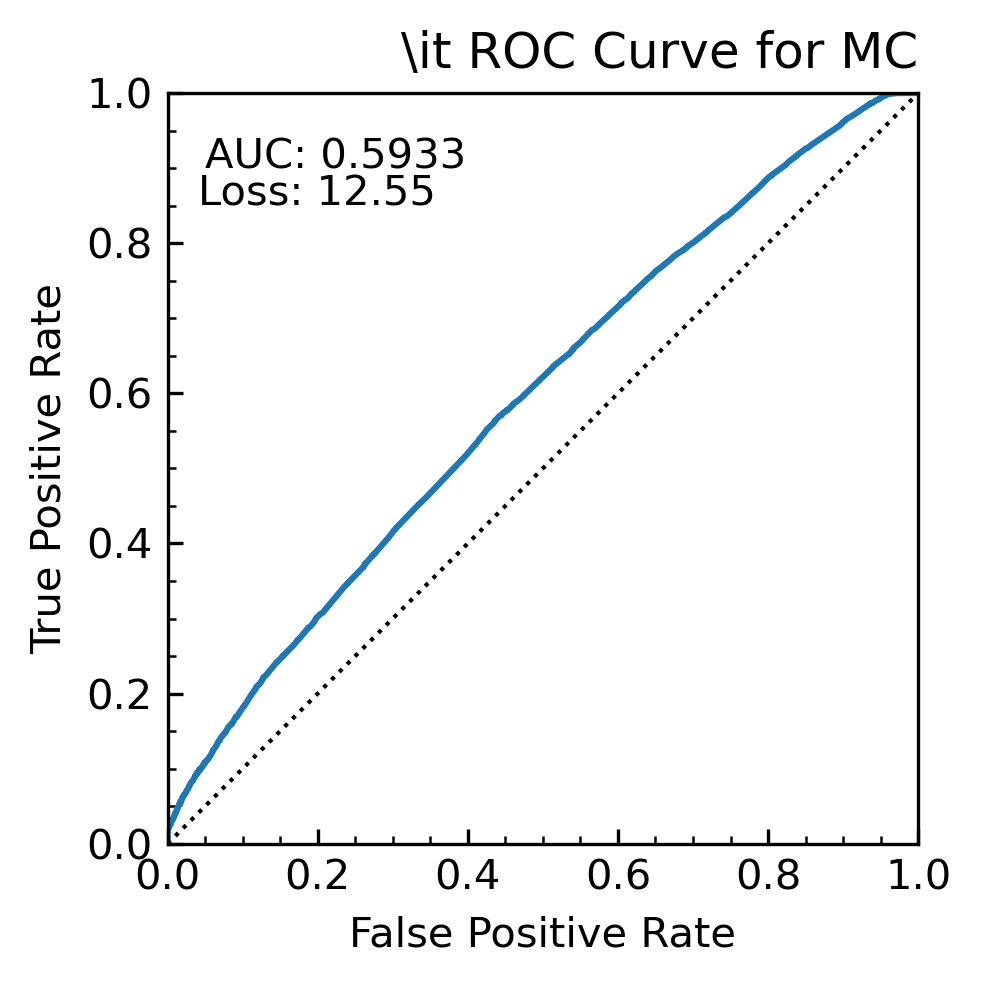 \it ROC Curve for MC
AUC: 0.5933
Loss: 12.55
True Positive Rate
1.0
0.8
0.6
0.4
0.2
0.0
0.0 0.2 0.4 0.6 0.8 1.0
False Positive Rate